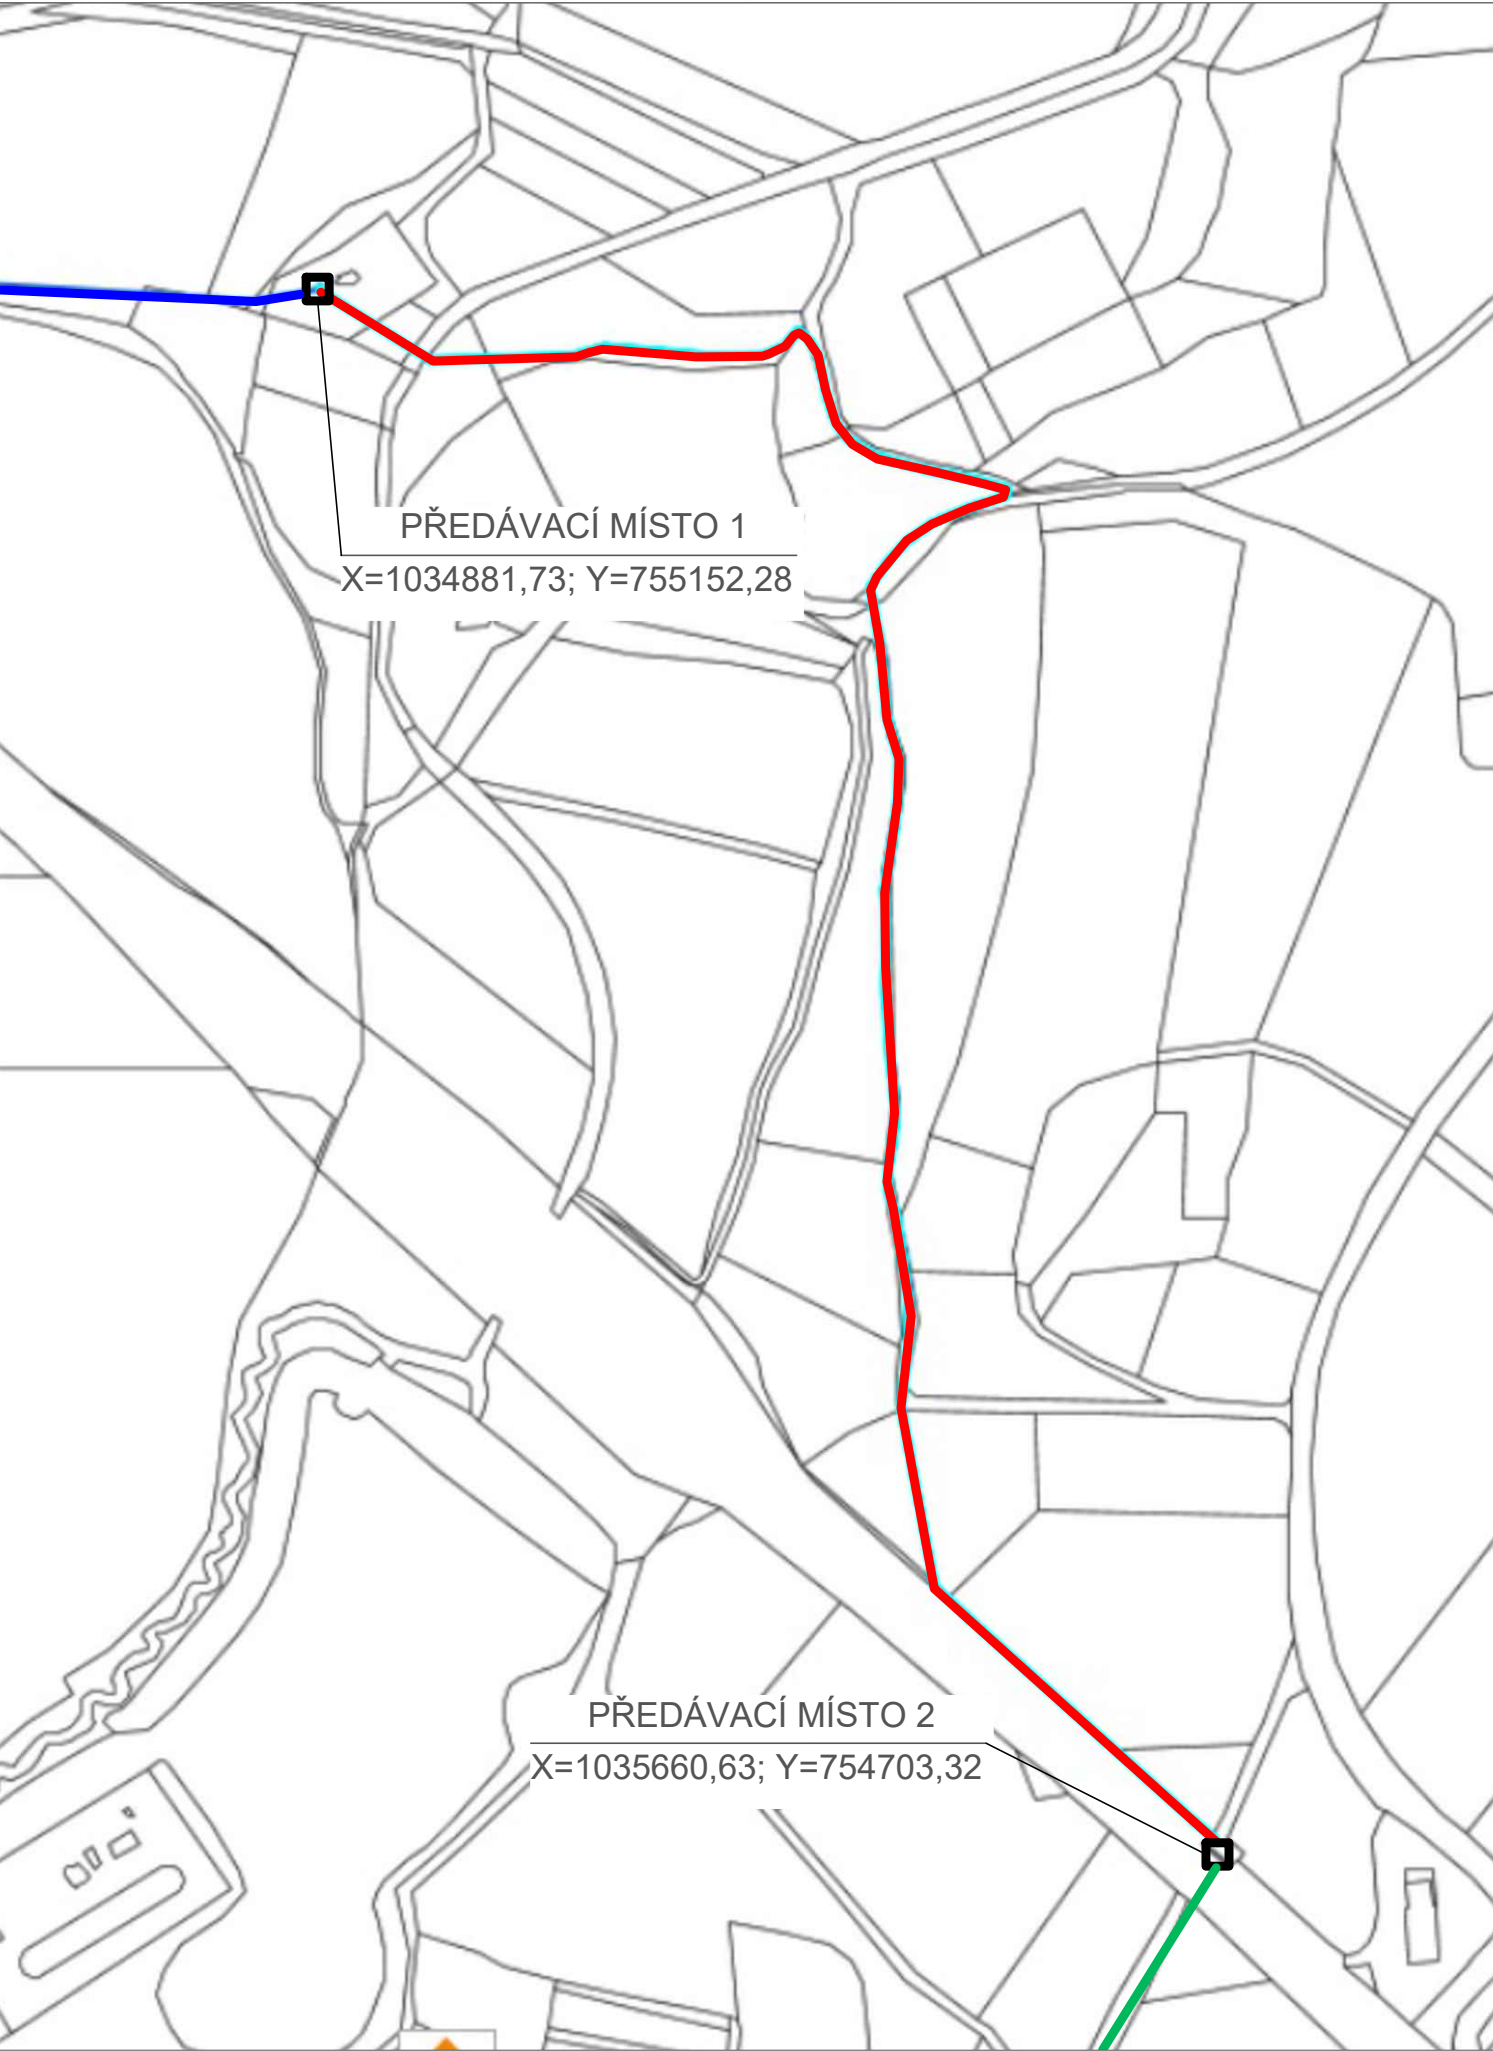 PŘEDÁVACÍ MÍSTO 1
X=1034881,73; Y=755152,28
PŘEDÁVACÍ MÍSTO 2
X=1035660,63; Y=754703,32